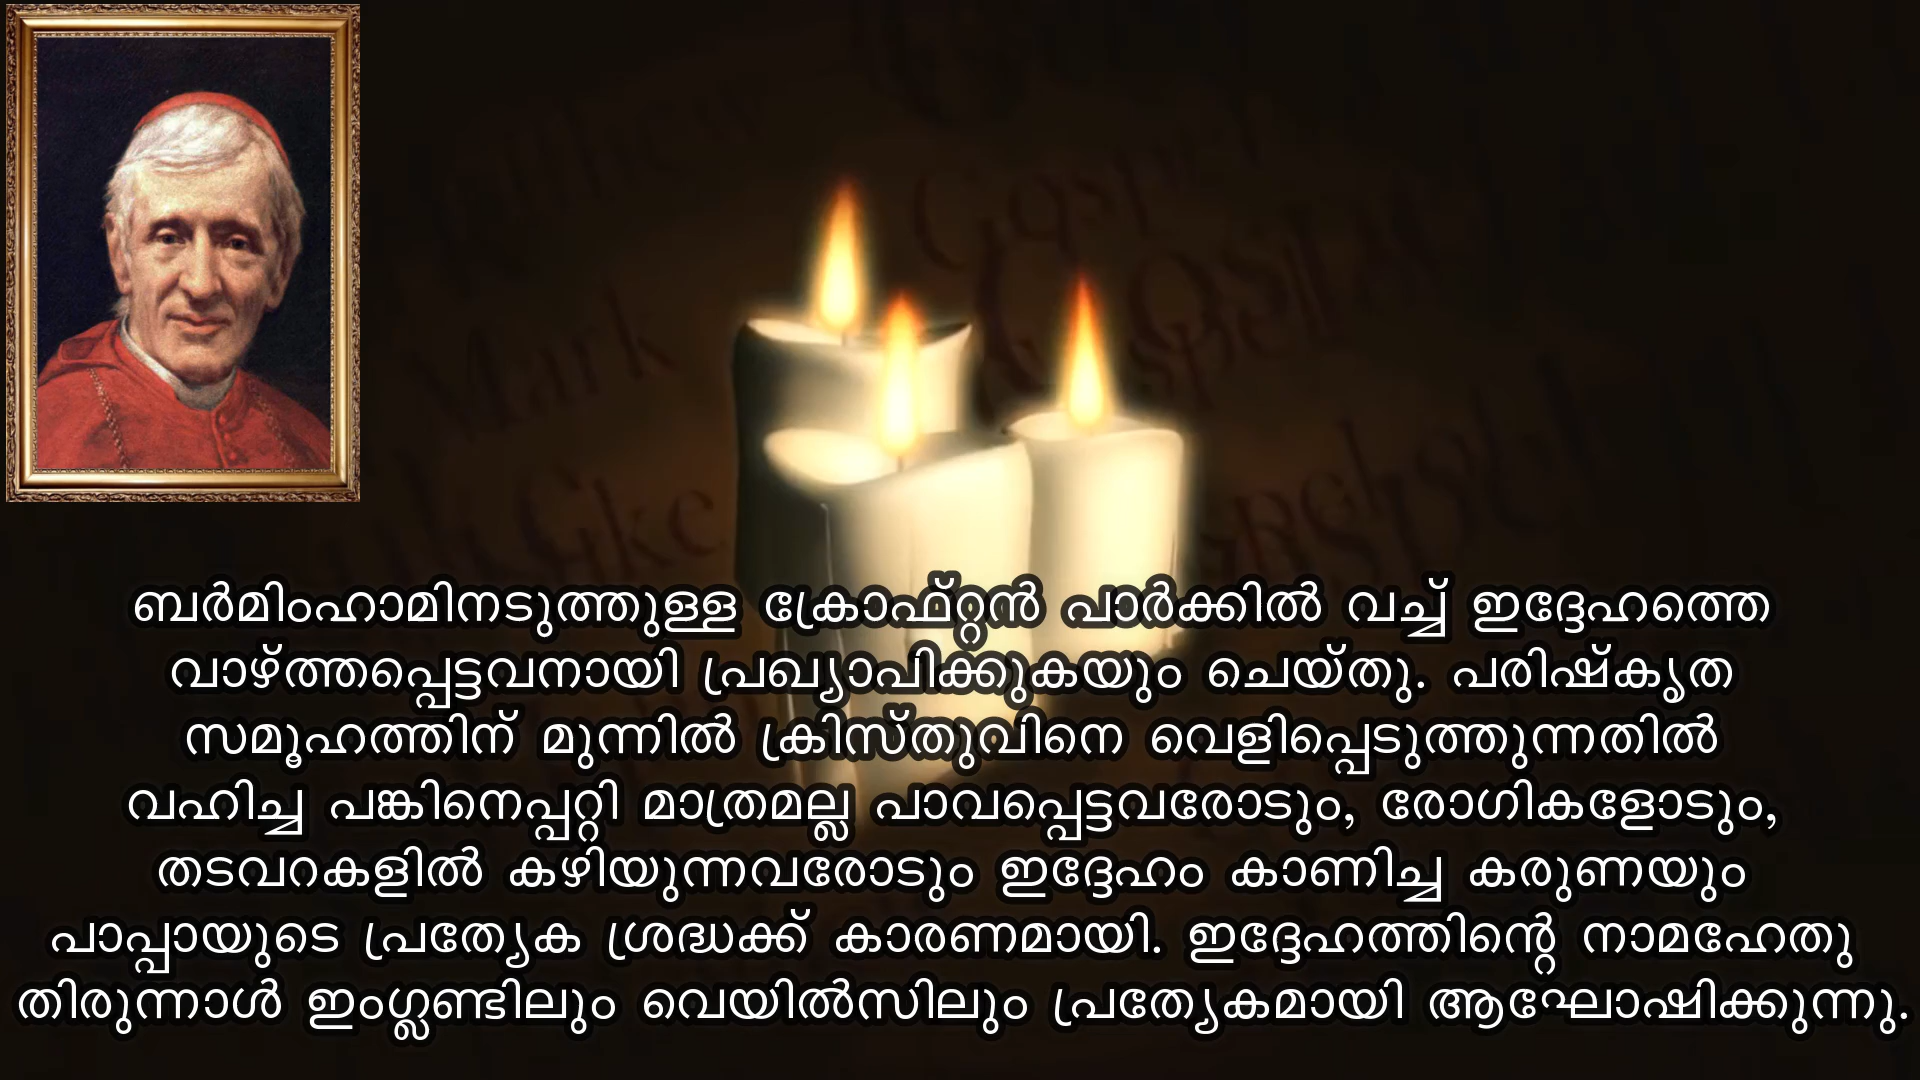 ബർമിംഹാമിനടുത്തുള്ള ക്രോഫ്റ്റൻ പാർക്കിൽ വച്ച് ഇദ്ദേഹത്തെ
വാഴ്ത്തപ്പെട്ടവനായി പ്രഖ്യാപിക്കുകയും ചെയ്തു. പരിഷ്കൃത
സമൂഹത്തിന് മുന്നിൽ ക്രിസ്തുവിനെ വെളിപ്പെടുത്തുന്നതിൽ
വഹിച്ച പങ്കിനെപ്പറ്റി മാത്രമല്ല പാവപ്പെട്ടവരോടും, രോഗികളോടും,
തടവറകളിൽ കഴിയുന്നവരോടും ഇദ്ദേഹം കാണിച്ച കരുണയും
പാപ്പായുടെ പ്രത്യേക ശ്രദ്ധക്ക് കാരണമായി. ഇദ്ദേഹത്തിന്റെ നാമഹേതു
തിരുന്നാൾ ഇംഗ്ലണ്ടിലും വെയിൽസിലും പ്രത്യേകമായി ആഘോഷിക്കുന്നു.
Gospel
Mark